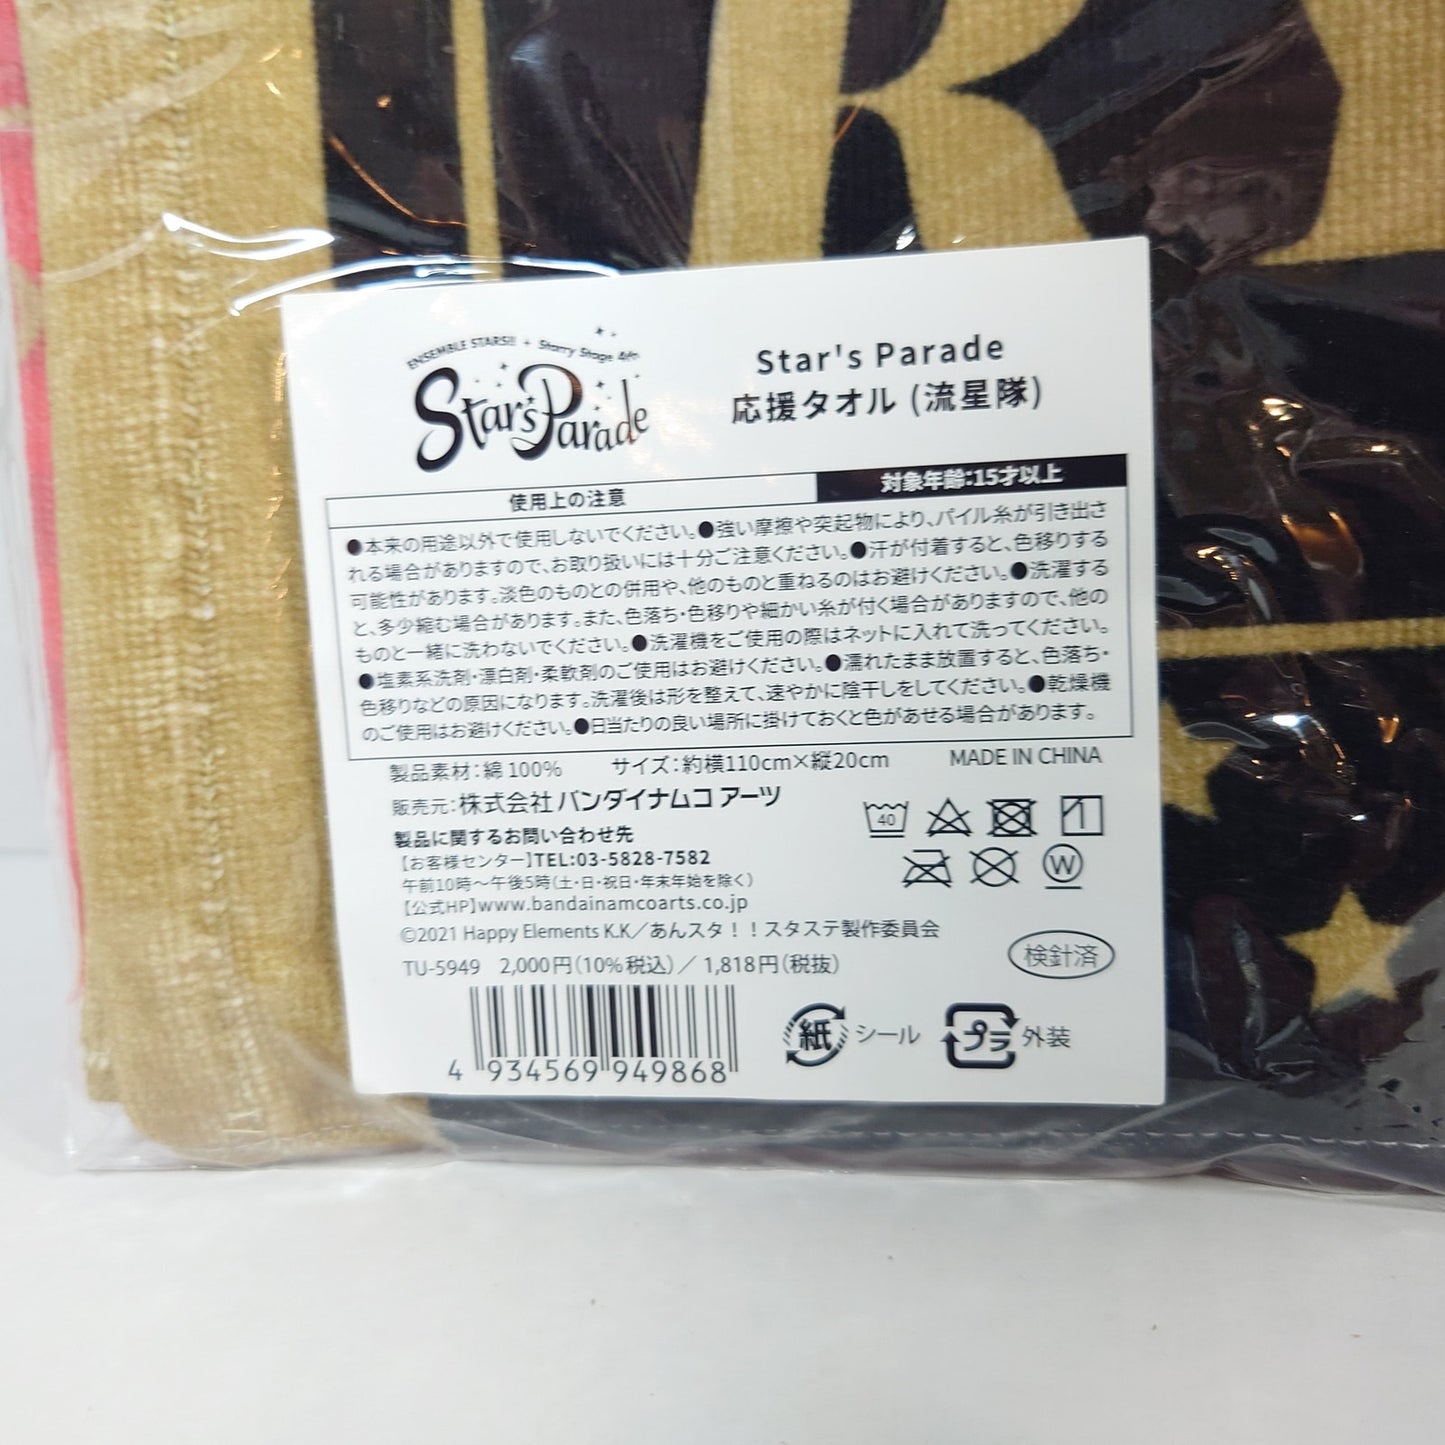 ENSEMBLE STARS!! + Starry Stage 4th
Star's Parade
Star's Parade
応援タオル (流星隊)
使用上の注意
対象年齢:15才以上
●本来の用途以外で使用しないでください。●強い摩擦や突起物により、パイル糸が引き出さ
れる場合がありますので、お取り扱いには十分ご注意ください。●汗が付着すると、色移りする
可能性があります。淡色のものとの併用や、他のものと重ねるのはお避けください。●洗濯する
と、多少縮む場合があります。また、色落ち・色移りや細かい糸が付く場合がありますので、他の
ものと一緒に洗わないでください。●洗濯機をご使用の際はネットに入れて洗ってください。
●塩素系洗剤・漂白剤・柔軟剤のご使用はお避けください。●濡れたまま放置すると、色落ち・
色移りなどの原因になります。洗濯後は形を整えて、速やかに陰干しをしてください。●乾燥機
のご使用はお避けください。●日当たりの良い場所に掛けておくと色があせる場合があります。
製品素材:綿 100% サイズ:約横110cm×縦20cm MADE IN CHINA
販売元:株式会社 バンダイナムコ アーツ
製品に関するお問い合わせ先
【お客様センター】TEL:03-5828-7582
午前10時〜午後5時(土・日・祝日・年末年始を除く)
【公式HP】www.bandainamcoarts.co.jp
©2021 Happy Elements K.K/あんスタ!!スタステ製作委員会
TU-5949 2,000円(10%税込)/ 1,818円(税抜)
40
W
検針済
4 934569 949868
紙 シール
プラ 外装